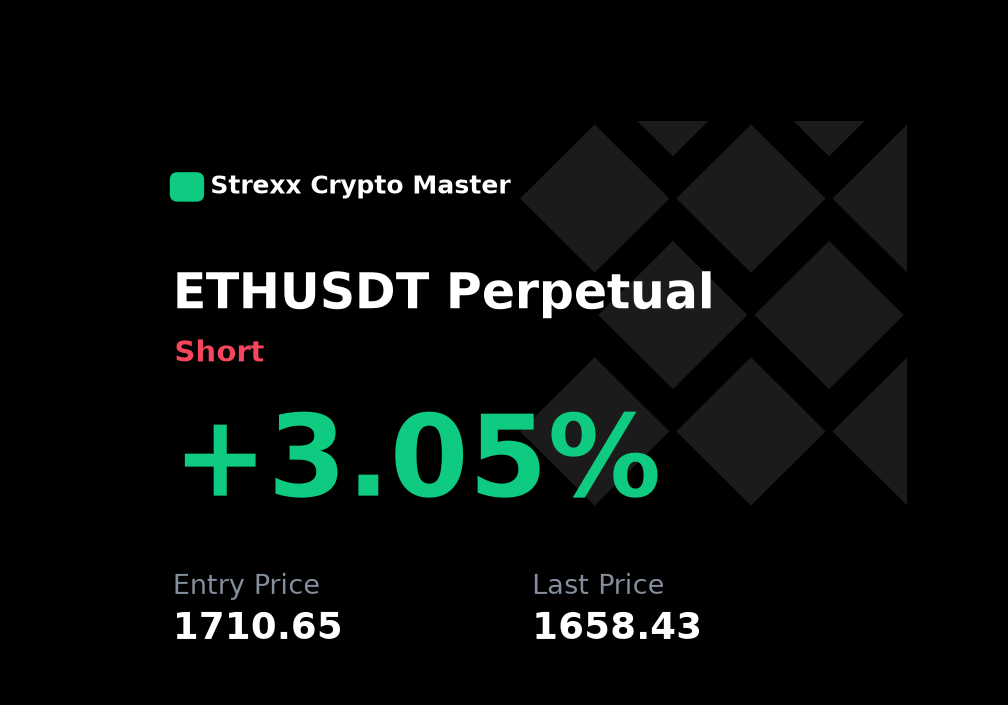 Strexx Crypto Master
ETHUSDT Perpetual
Short
+3.05%
Entry Price Last Price
1710.65 1658.43